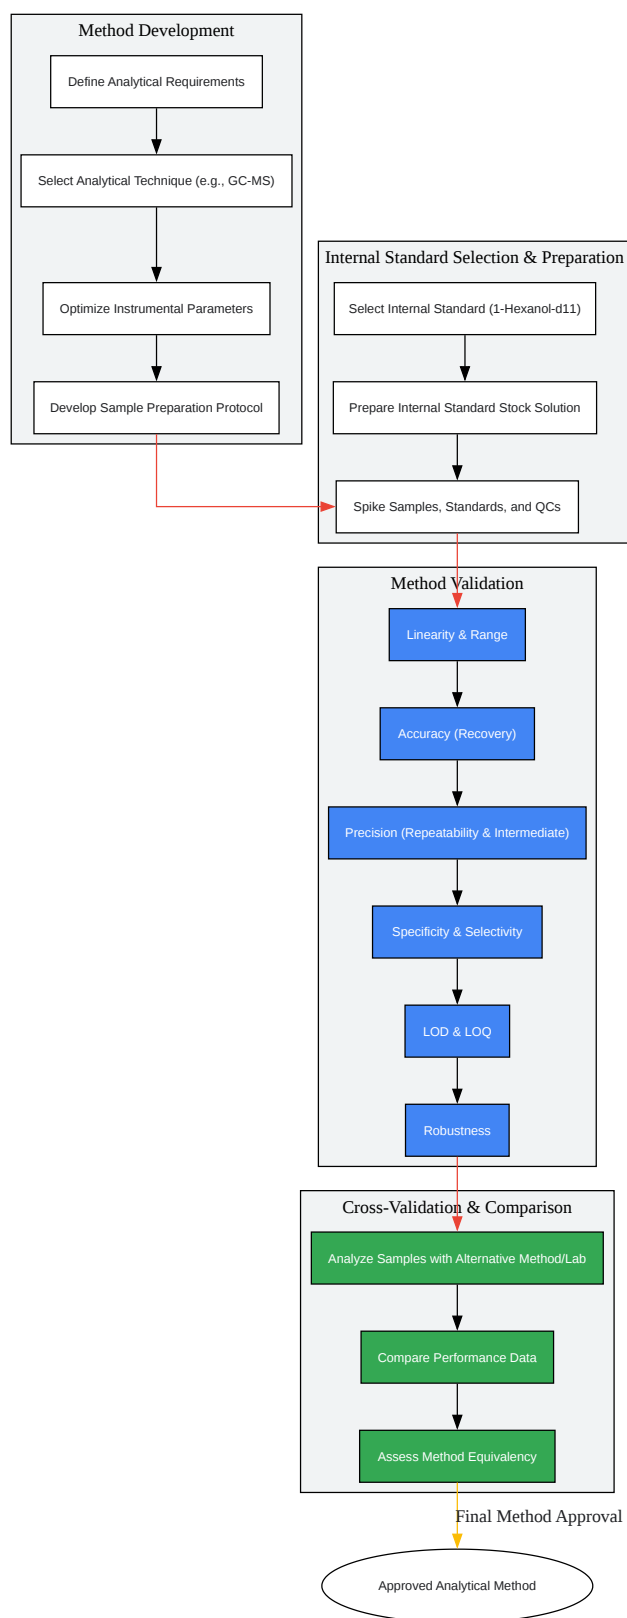 Method Development
Define Analytical Requirements
Select Analytical Technique (e.g., GC-MS)
Optimize Instrumental Parameters
Develop Sample Preparation Protocol
Internal Standard Selection & Preparation
Select Internal Standard (1-Hexanol-d11)
Prepare Internal Standard Stock Solution
Spike Samples, Standards, and QCs
Method Validation
Linearity & Range
Accuracy (Recovery)
Precision (Repeatability & Intermediate)
Specificity & Selectivity
LOD & LOQ
Robustness
Cross-Validation & Comparison
Analyze Samples with Alternative Method/Lab
Compare Performance Data
Assess Method Equivalency
Final Method Approval
Approved Analytical Method